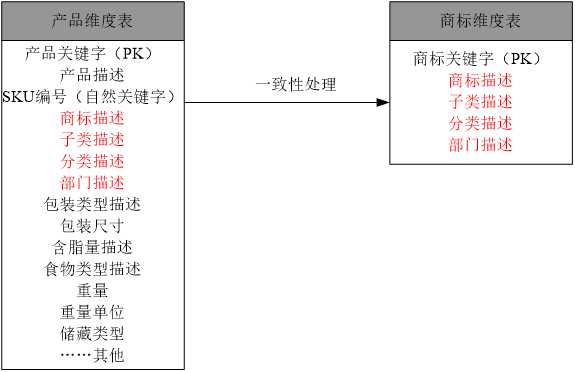 产品维度表
产品关键字（PK）
产品描述
SKU编号（自然关键字）
商标描述
子类描述
分类描述
部门描述
包装类型描述
包装尺寸
含脂量描述
食物类型描述
重量
重量单位
储藏类型
……其他
一致性处理
商标维度表
商标关键字（PK）
商标描述
子类描述
分类描述
部门描述